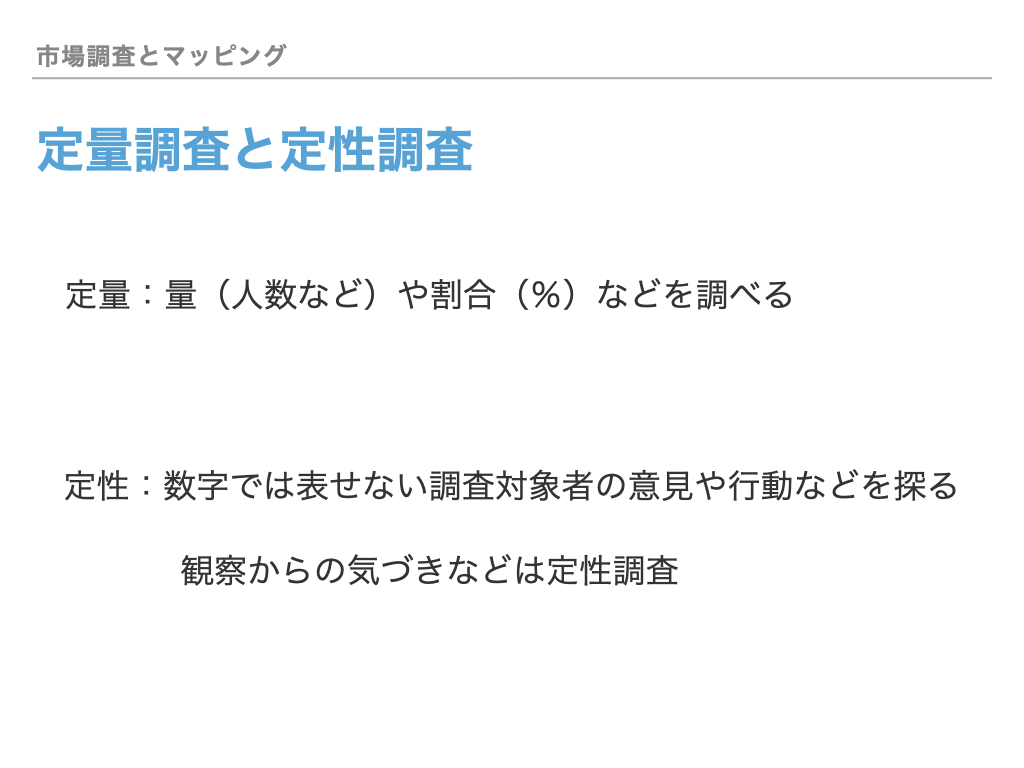 市場調査とマッピング
定量調査と定性調査
定量：量（人数など）や割合（％）などを調べる
定性：数字では表せない調査対象者の意見や行動などを探る
観察からの気づきなどは定性調査